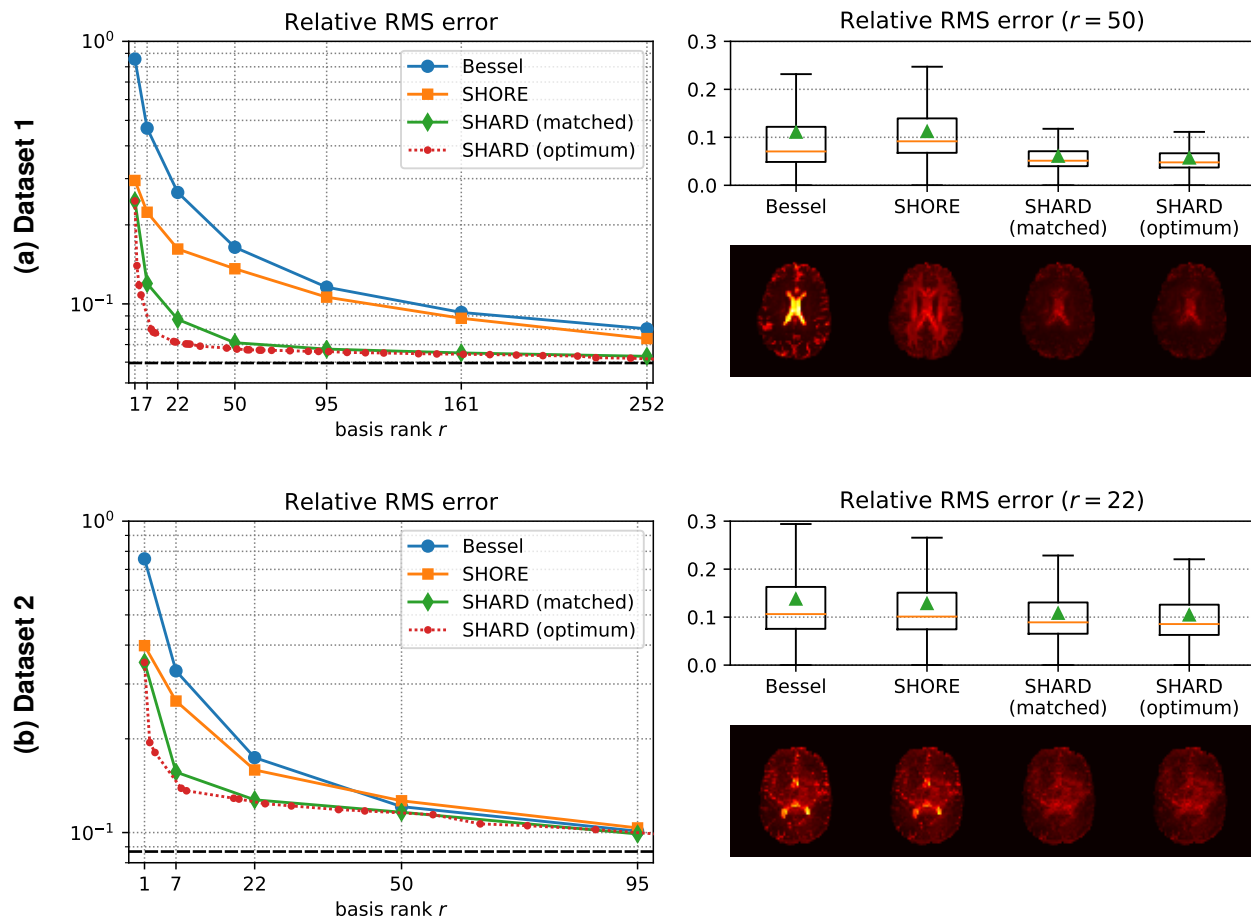 (a) Dataset 1
Relative RMS error
10⁰
10⁻¹
Bessel
SHORE
SHARD (matched)
SHARD (optimum)
1 7 22 50 95 161 252
basis rank r
Relative RMS error (r = 50)
0.3
0.2
0.1
0.0
Bessel SHORE SHARD SHARD
(matched) (optimum)
(b) Dataset 2
Relative RMS error
10⁰
10⁻¹
Bessel
SHORE
SHARD (matched)
SHARD (optimum)
1 7 22 50 95
basis rank r
Relative RMS error (r = 22)
0.3
0.2
0.1
0.0
Bessel SHORE SHARD SHARD
(matched) (optimum)